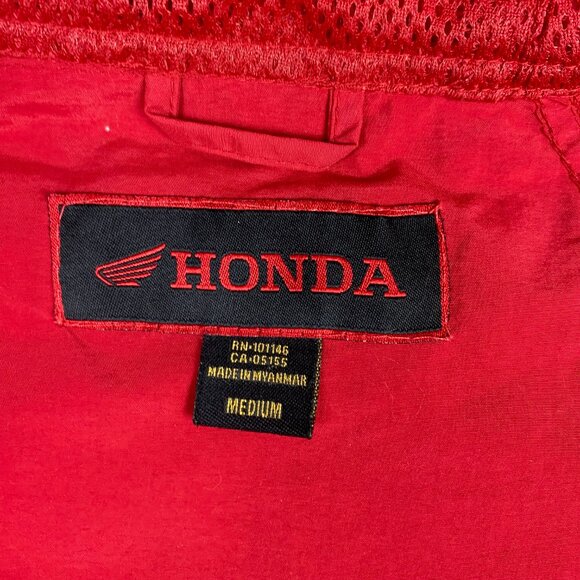 HONDA
RN•101146
CA•05155
MADE IN MYANMAR
MEDIUM